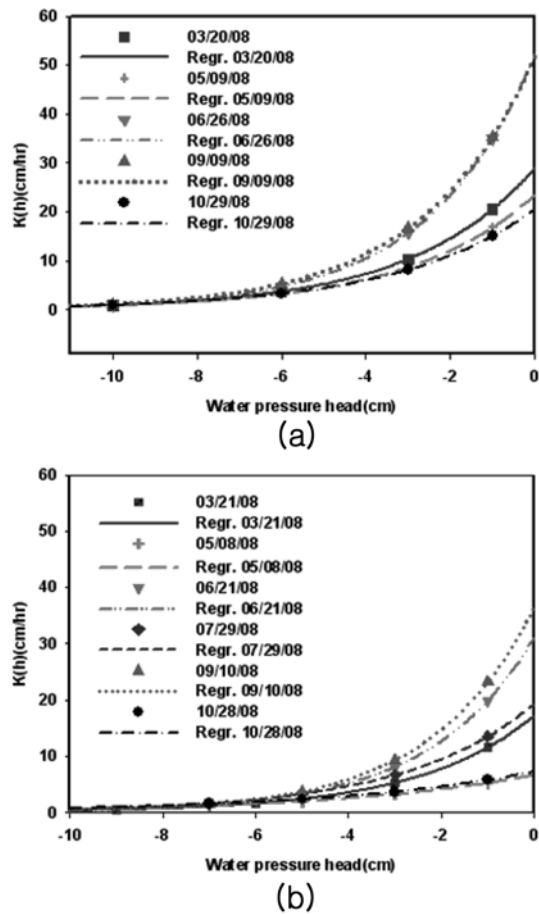 60
50
40
30
20
10
0
K(h)(cm/hr)
03/20/08
Regr. 03/20/08
05/09/08
Regr. 05/09/08
06/26/08
Regr. 06/26/08
09/09/08
Regr. 09/09/08
10/29/08
Regr. 10/29/08
-10 -8 -6 -4 -2 0
Water pressure head(cm)
(a)
60
50
40
30
20
10
0
K(h)(cm/hr)
03/21/08
Regr. 03/21/08
05/08/08
Regr. 05/08/08
06/21/08
Regr. 06/21/08
07/29/08
Regr. 07/29/08
09/10/08
Regr. 09/10/08
10/28/08
Regr. 10/28/08
-10 -8 -6 -4 -2 0
Water pressure head(cm)
(b)